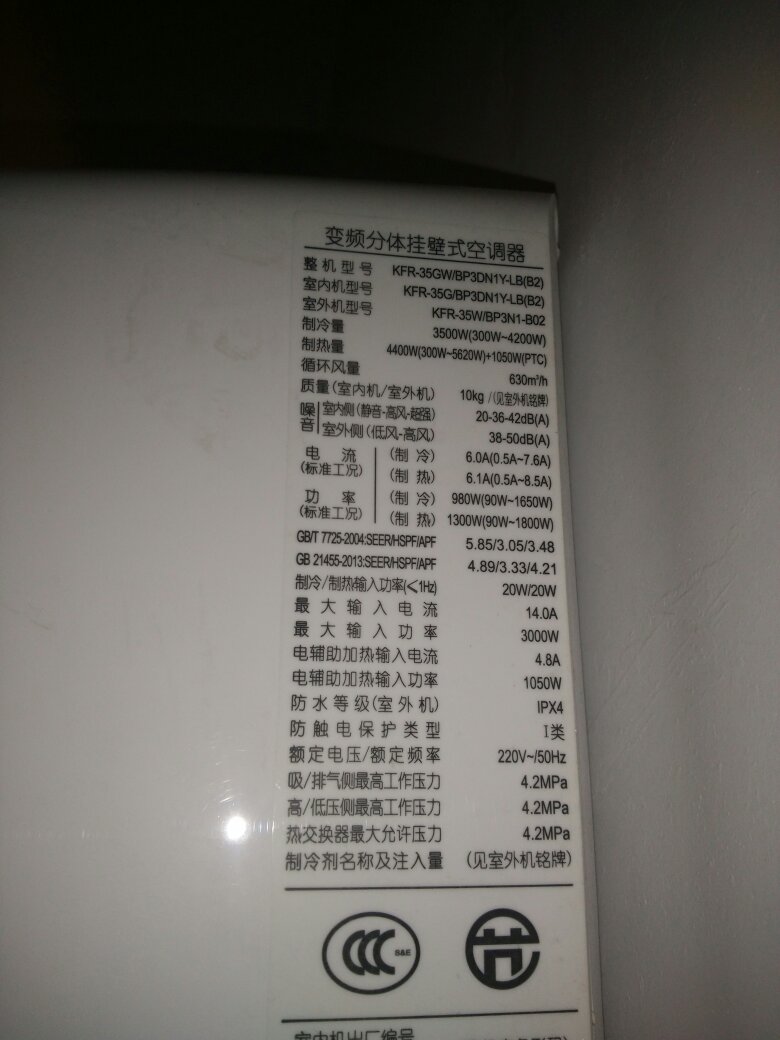 变频分体挂壁式空调器
整机型号 KFR-35GW/BP3DN1Y-LB(B2)
室内机型号 KFR-35G/BP3DN1Y-LB(B2)
室外机型号 KFR-35W/BP3N1-B02
制冷量 3500W(300W~4200W)
制热量 4400W(300W~5620W)+1050W(PTC)
循环风量 630m³/h
质量(室内机/室外机) 10kg /(见室外机铭牌)
噪音 室内侧(静音-高风-超强) 20-36-42dB(A)
室外侧(低风-高风) 38-50dB(A)
电流(标准工况) (制冷) 6.0A(0.5A~7.6A)
(制热) 6.1A(0.5A~8.5A)
功率(标准工况) (制冷) 980W(90W~1650W)
(制热) 1300W(90W~1800W)
GB/T 7725-2004:SEER/HSPF/APF 5.85/3.05/3.48
GB 21455-2013:SEER/HSPF/APF 4.89/3.33/4.21
制冷/制热输入功率(<1Hz) 20W/20W
最大输入电流 14.0A
最大输入功率 3000W
电辅助加热输入电流 4.8A
电辅助加热输入功率 1050W
防水等级(室外机) IPX4
防触电保护类型 I类
额定电压/额定频率 220V~/50Hz
吸/排气侧最高工作压力 4.2MPa
高/低压侧最高工作压力 4.2MPa
热交换器最大允许压力 4.2MPa
制冷剂名称及注入量 (见室外机铭牌)
CCC S&E
室内机出厂编号